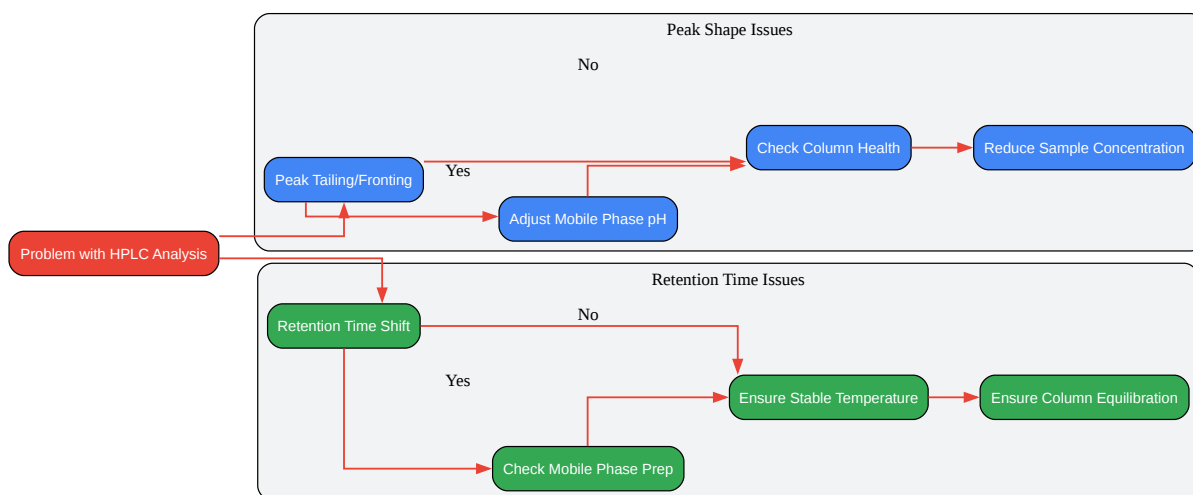 Peak Shape Issues
No
Check Column Health
Reduce Sample Concentration
Yes
Peak Tailing/Fronting
Adjust Mobile Phase pH
Problem with HPLC Analysis
Retention Time Issues
No
Retention Time Shift
Yes
Ensure Stable Temperature
Ensure Column Equilibration
Check Mobile Phase Prep